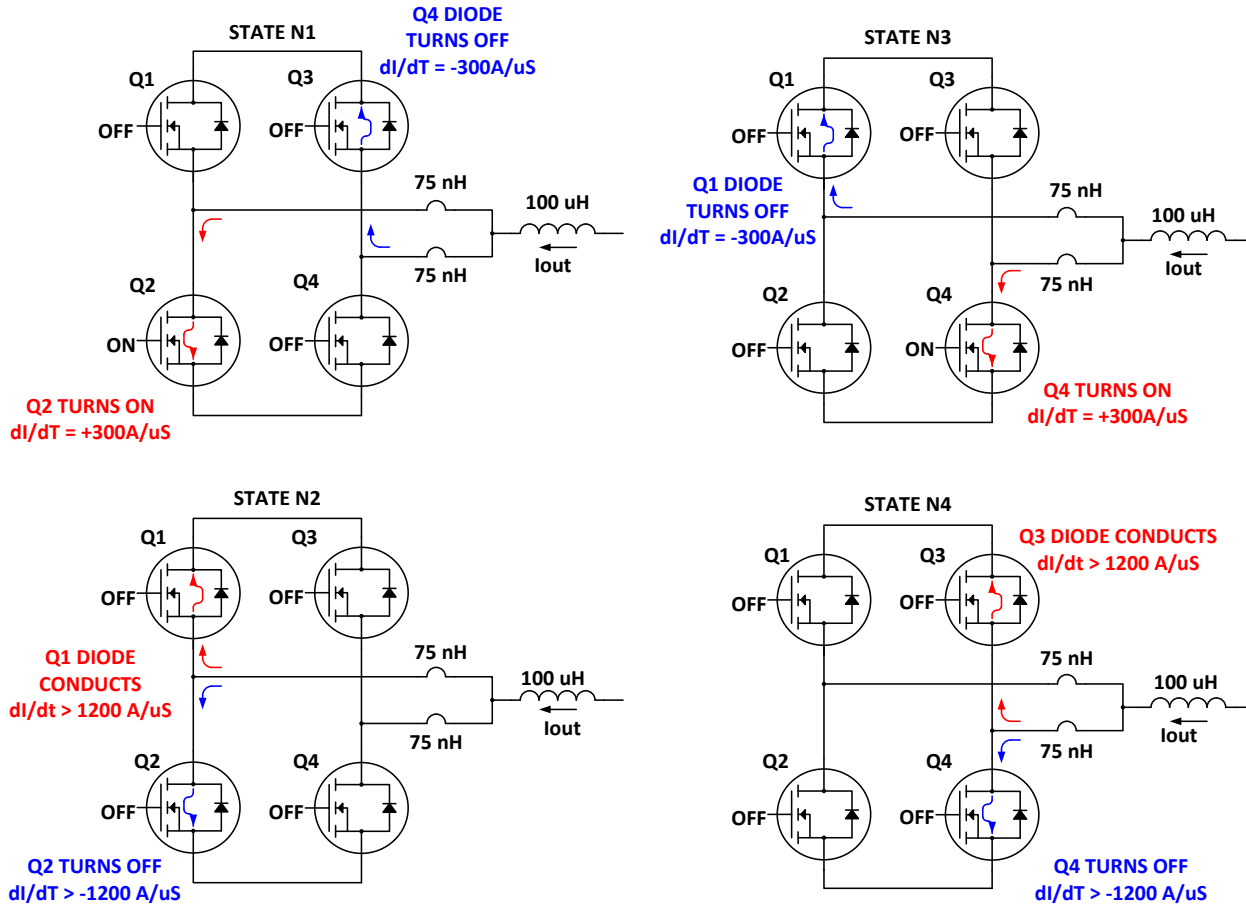 STATE N1
Q4 DIODE
TURNS OFF
dI/dT = -300A/uS
Q1
Q3
OFF
OFF
75 nH
100 uH
Iout
75 nH
Q2
Q4
ON
OFF
Q2 TURNS ON
dI/dT = +300A/uS
STATE N3
Q1
Q3
OFF
OFF
Q1 DIODE
TURNS OFF
dI/dT = -300A/uS
75 nH
100 uH
Iout
75 nH
Q2
Q4
OFF
ON
Q4 TURNS ON
dI/dT = +300A/uS
STATE N2
Q1
Q3
OFF
OFF
Q1 DIODE
CONDUCTS
dI/dt > 1200 A/uS
75 nH
100 uH
Iout
75 nH
Q2
Q4
OFF
OFF
Q2 TURNS OFF
dI/dT > -1200 A/uS
STATE N4
Q1
Q3
Q3 DIODE CONDUCTS
dI/dt > 1200 A/uS
OFF
OFF
75 nH
100 uH
Iout
75 nH
Q2
Q4
OFF
OFF
Q4 TURNS OFF
dI/dT > -1200 A/uS